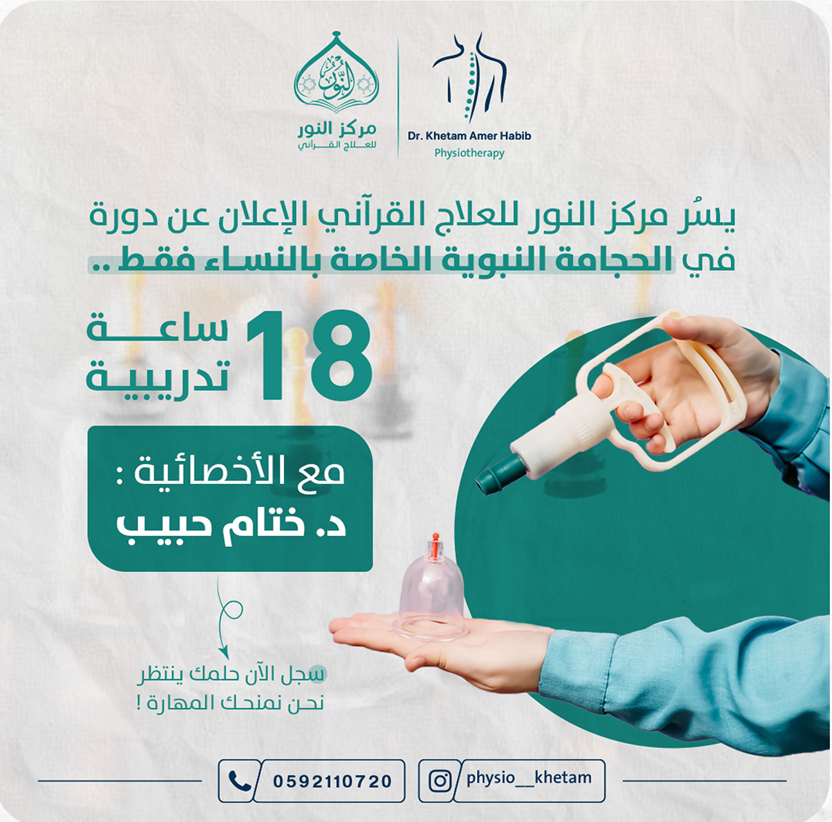 النور
مركز النور
للعلاج القرآني
Dr. Khetam Amer Habib
Physiotherapy
يسُر مركز النور للعلاج القرآني الإعلان عن دورة
في الحجامة النبوية الخاصة بالنساء فقط ..
18 ساعة
تدريبية
مع الأخصائية :
د. ختام حبيب
سجل الآن حلمك ينتظر
نحن نمنحك المهارة !
0592110720
physio__khetam